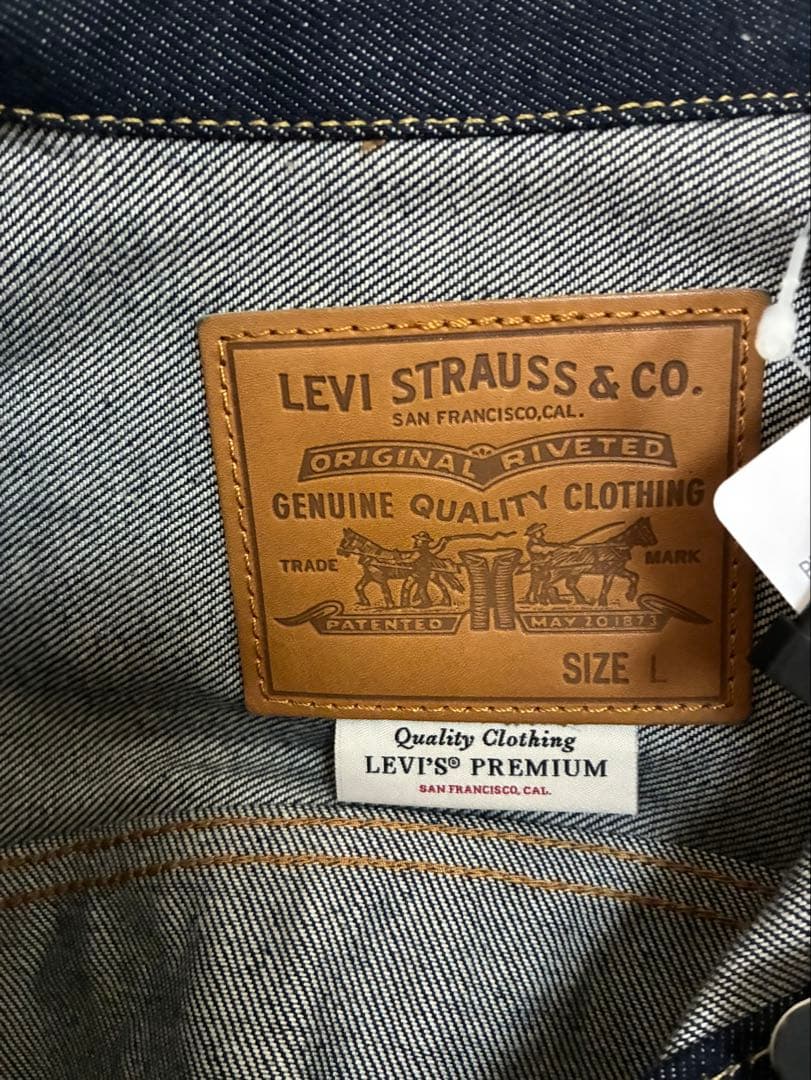 LEVI STRAUSS & CO.
SAN FRANCISCO, CAL.
ORIGINAL RIVETED
GENUINE QUALITY CLOTHING
TRADE MARK
PATENTED MAY 20 1873
SIZE L
Quality Clothing
LEVI'S® PREMIUM
SAN FRANCISCO, CAL.